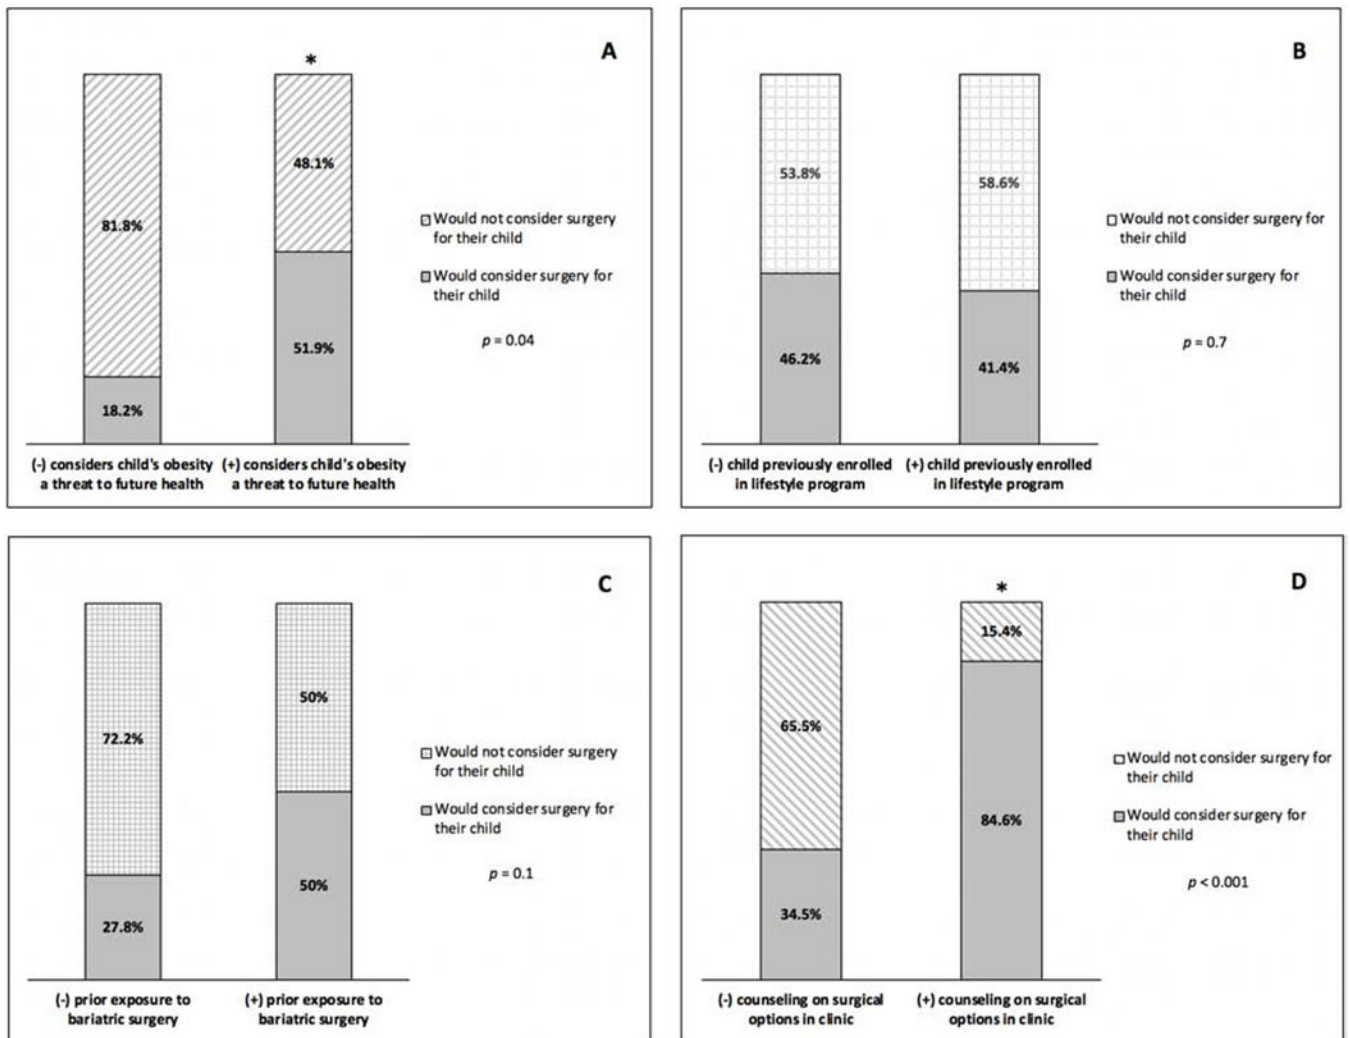 A
*
48.1%
81.8%
Would not consider surgery
for their child
Would consider surgery for
their child
p = 0.04
51.9%
18.2%
(-) considers child's obesity
a threat to future health
(+) considers child's obesity
a threat to future health
B
53.8%
58.6%
Would not consider surgery for
their child
Would consider surgery for
their child
p = 0.7
46.2%
41.4%
(-) child previously enrolled
in lifestyle program
(+) child previously enrolled
in lifestyle program
C
50%
72.2%
Would not consider surgery
for their child
Would consider surgery for
their child
p = 0.1
50%
27.8%
(-) prior exposure to
bariatric surgery
(+) prior exposure to
bariatric surgery
D
*
15.4%
65.5%
Would not consider surgery for
their child
Would consider surgery for
their child
84.6%
p < 0.001
34.5%
(-) counseling on surgical
options in clinic
(+) counseling on surgical
options in clinic